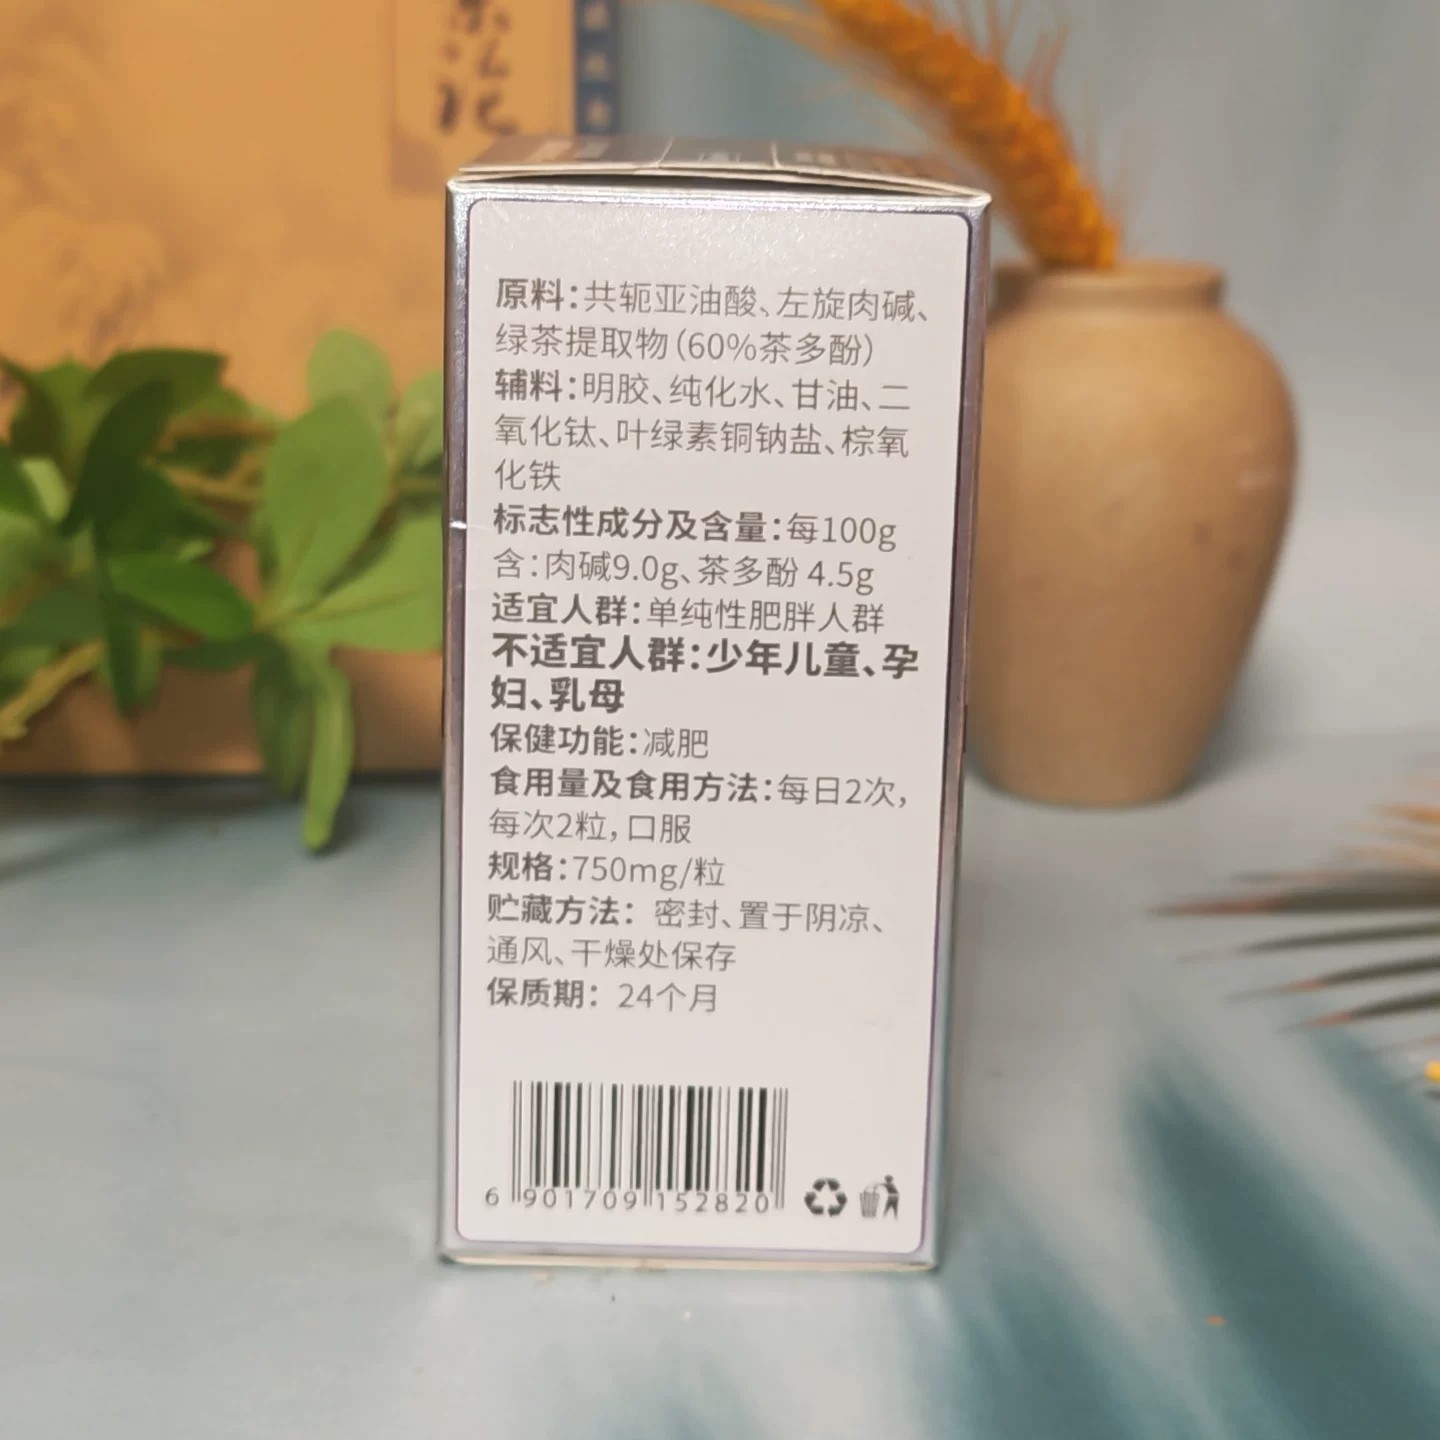 原料：共轭亚油酸、左旋肉碱、
绿茶提取物（60%茶多酚）
辅料：明胶、纯化水、甘油、二
氧化钛、叶绿素铜钠盐、棕氧
化铁
标志性成分及含量：每100g
含：肉碱9.0g、茶多酚 4.5g
适宜人群：单纯性肥胖人群
不适宜人群：少年儿童、孕
妇、乳母
保健功能：减肥
食用量及食用方法：每日2次，
每次2粒，口服
规格：750mg/粒
贮藏方法： 密封、置于阴凉、
通风、干燥处保存
保质期： 24个月
6 901709 152820